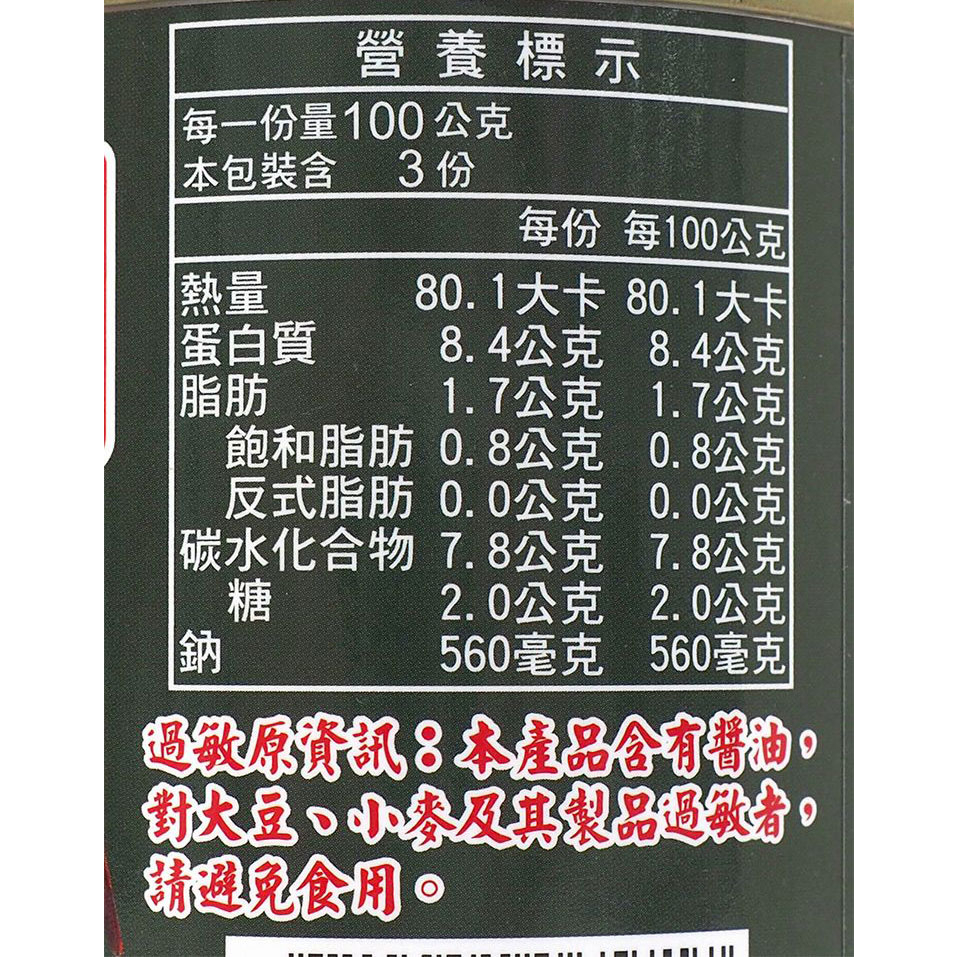 營養標示
每一份量100公克
本包裝含 3份
每份 每100公克
熱量 80.1大卡 80.1大卡
蛋白質 8.4公克 8.4公克
脂肪 1.7公克 1.7公克
飽和脂肪 0.8公克 0.8公克
反式脂肪 0.0公克 0.0公克
碳水化合物 7.8公克 7.8公克
糖 2.0公克 2.0公克
鈉 560毫克 560毫克
過敏原資訊：本產品含有醬油，
對大豆、小麥及其製品過敏者，
請避免食用。